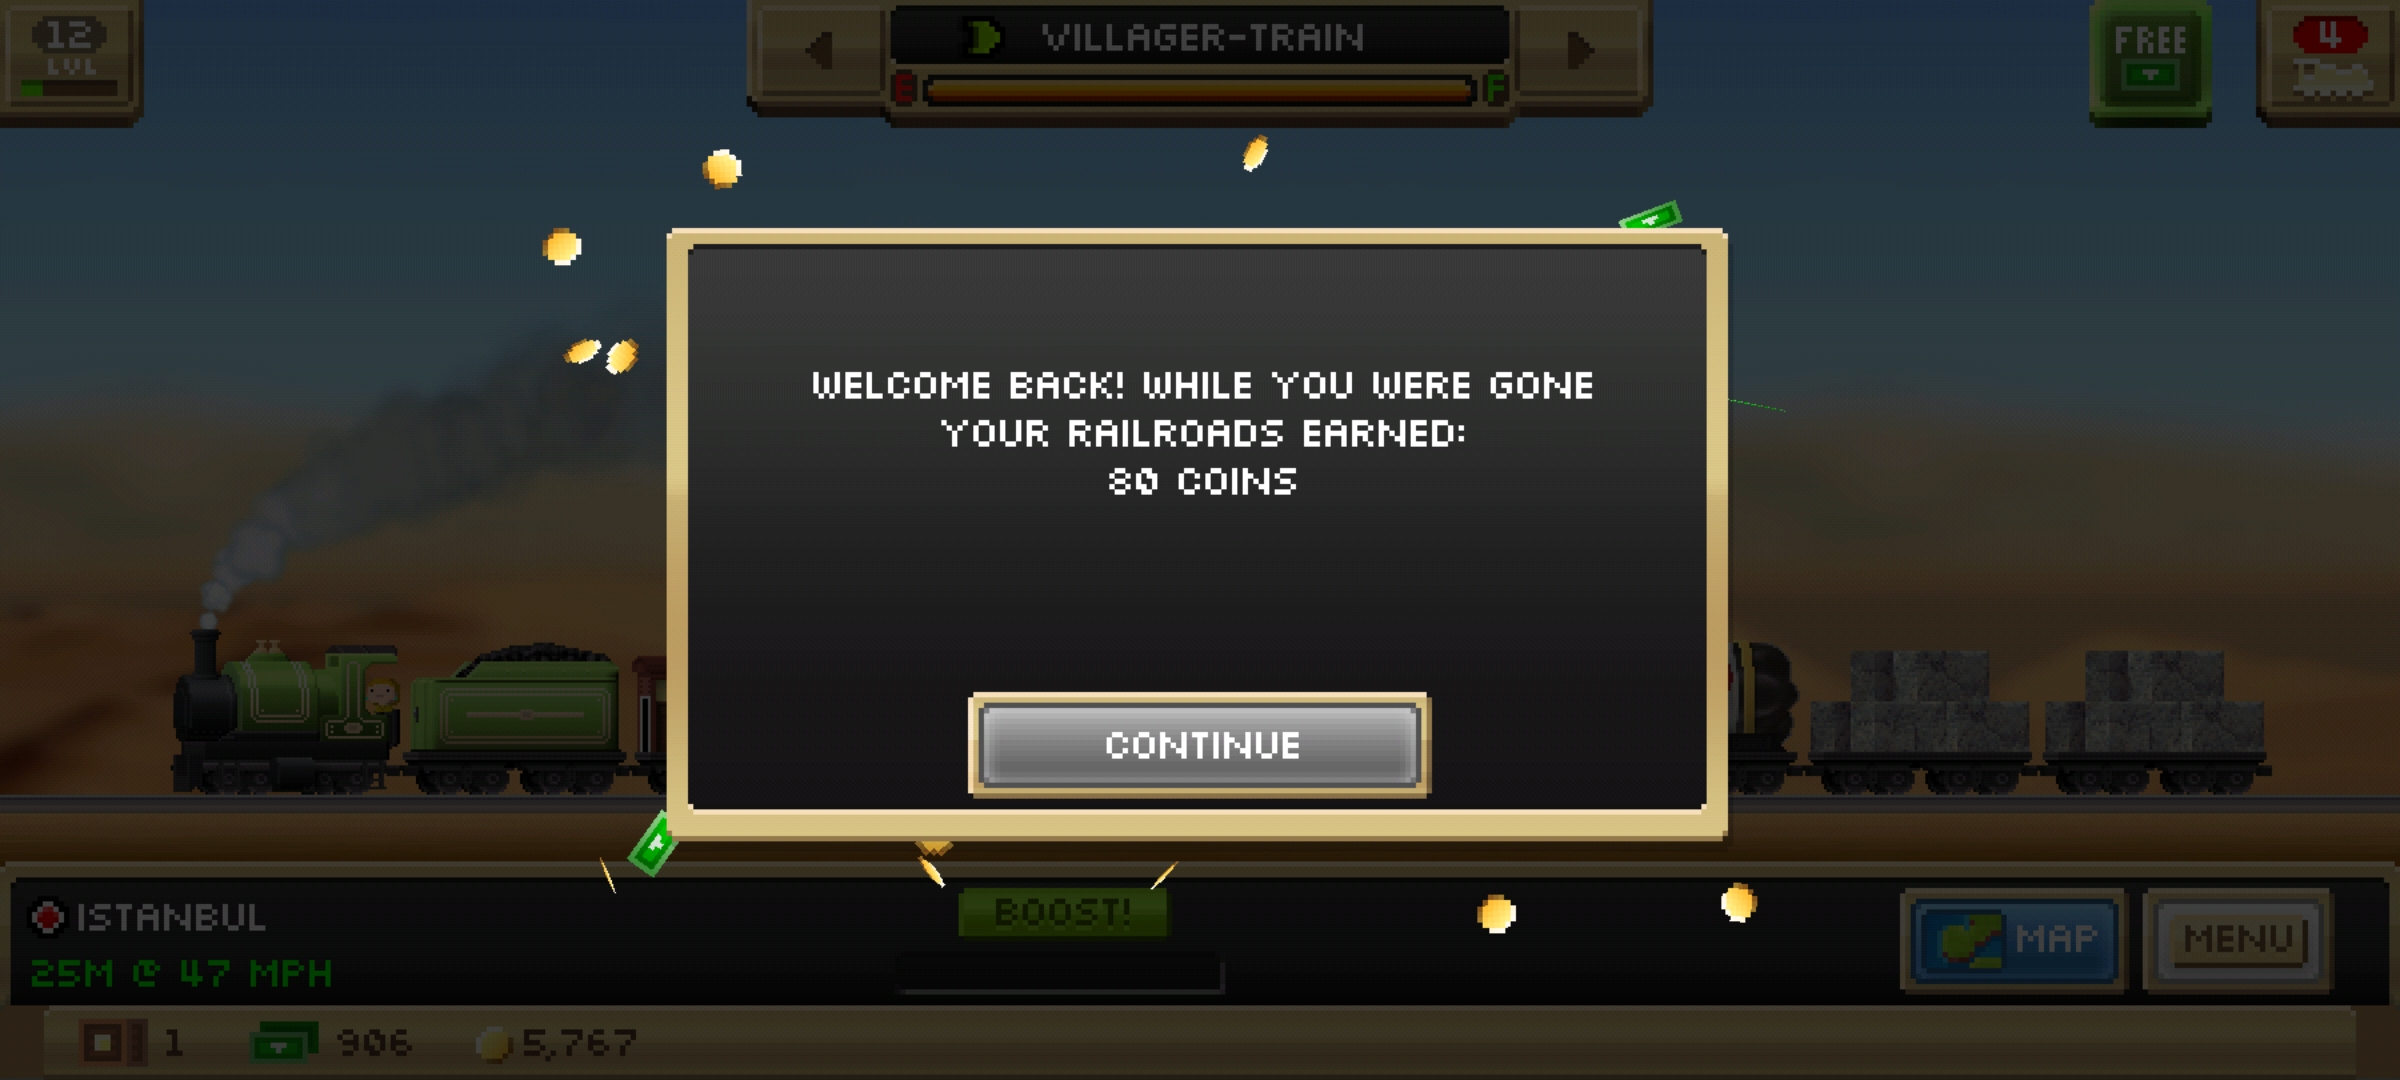 12
LVL
VILLAGER-TRAIN
E F
FREE
4
WELCOME BACK! WHILE YOU WERE GONE
YOUR RAILROADS EARNED:
80 COINS
CONTINUE
ISTANBUL
25M @ 47 MPH
BOOST!
MAP
MENU
1 906 5,767